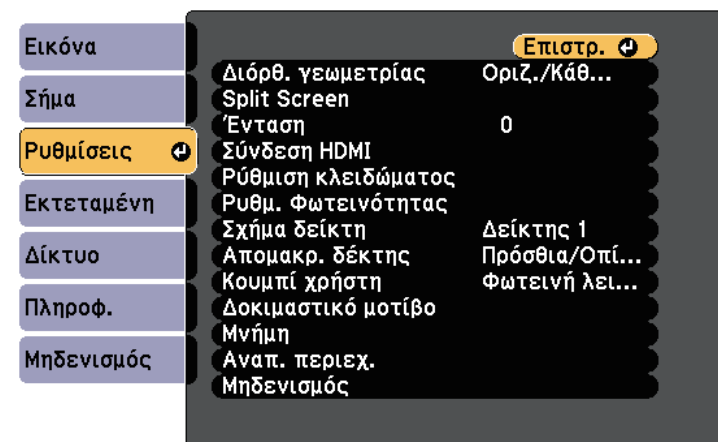 Εικόνα
Σήμα
Ρυθμίσεις
Εκτεταμένη
Δίκτυο
Πληροφ.
Μηδενισμός
Επιστρ.
Διόρθ. γεωμετρίας Οριζ./Κάθ...
Split Screen
Ένταση 0
Σύνδεση HDMI
Ρύθμιση κλειδώματος
Ρυθμ. Φωτεινότητας
Σχήμα δείκτη Δείκτης 1
Απομακρ. δέκτης Πρόσθια/Οπί...
Κουμπί χρήστη Φωτεινή λει...
Δοκιμαστικό μοτίβο
Μνήμη
Αναπ. περιεχ.
Μηδενισμός